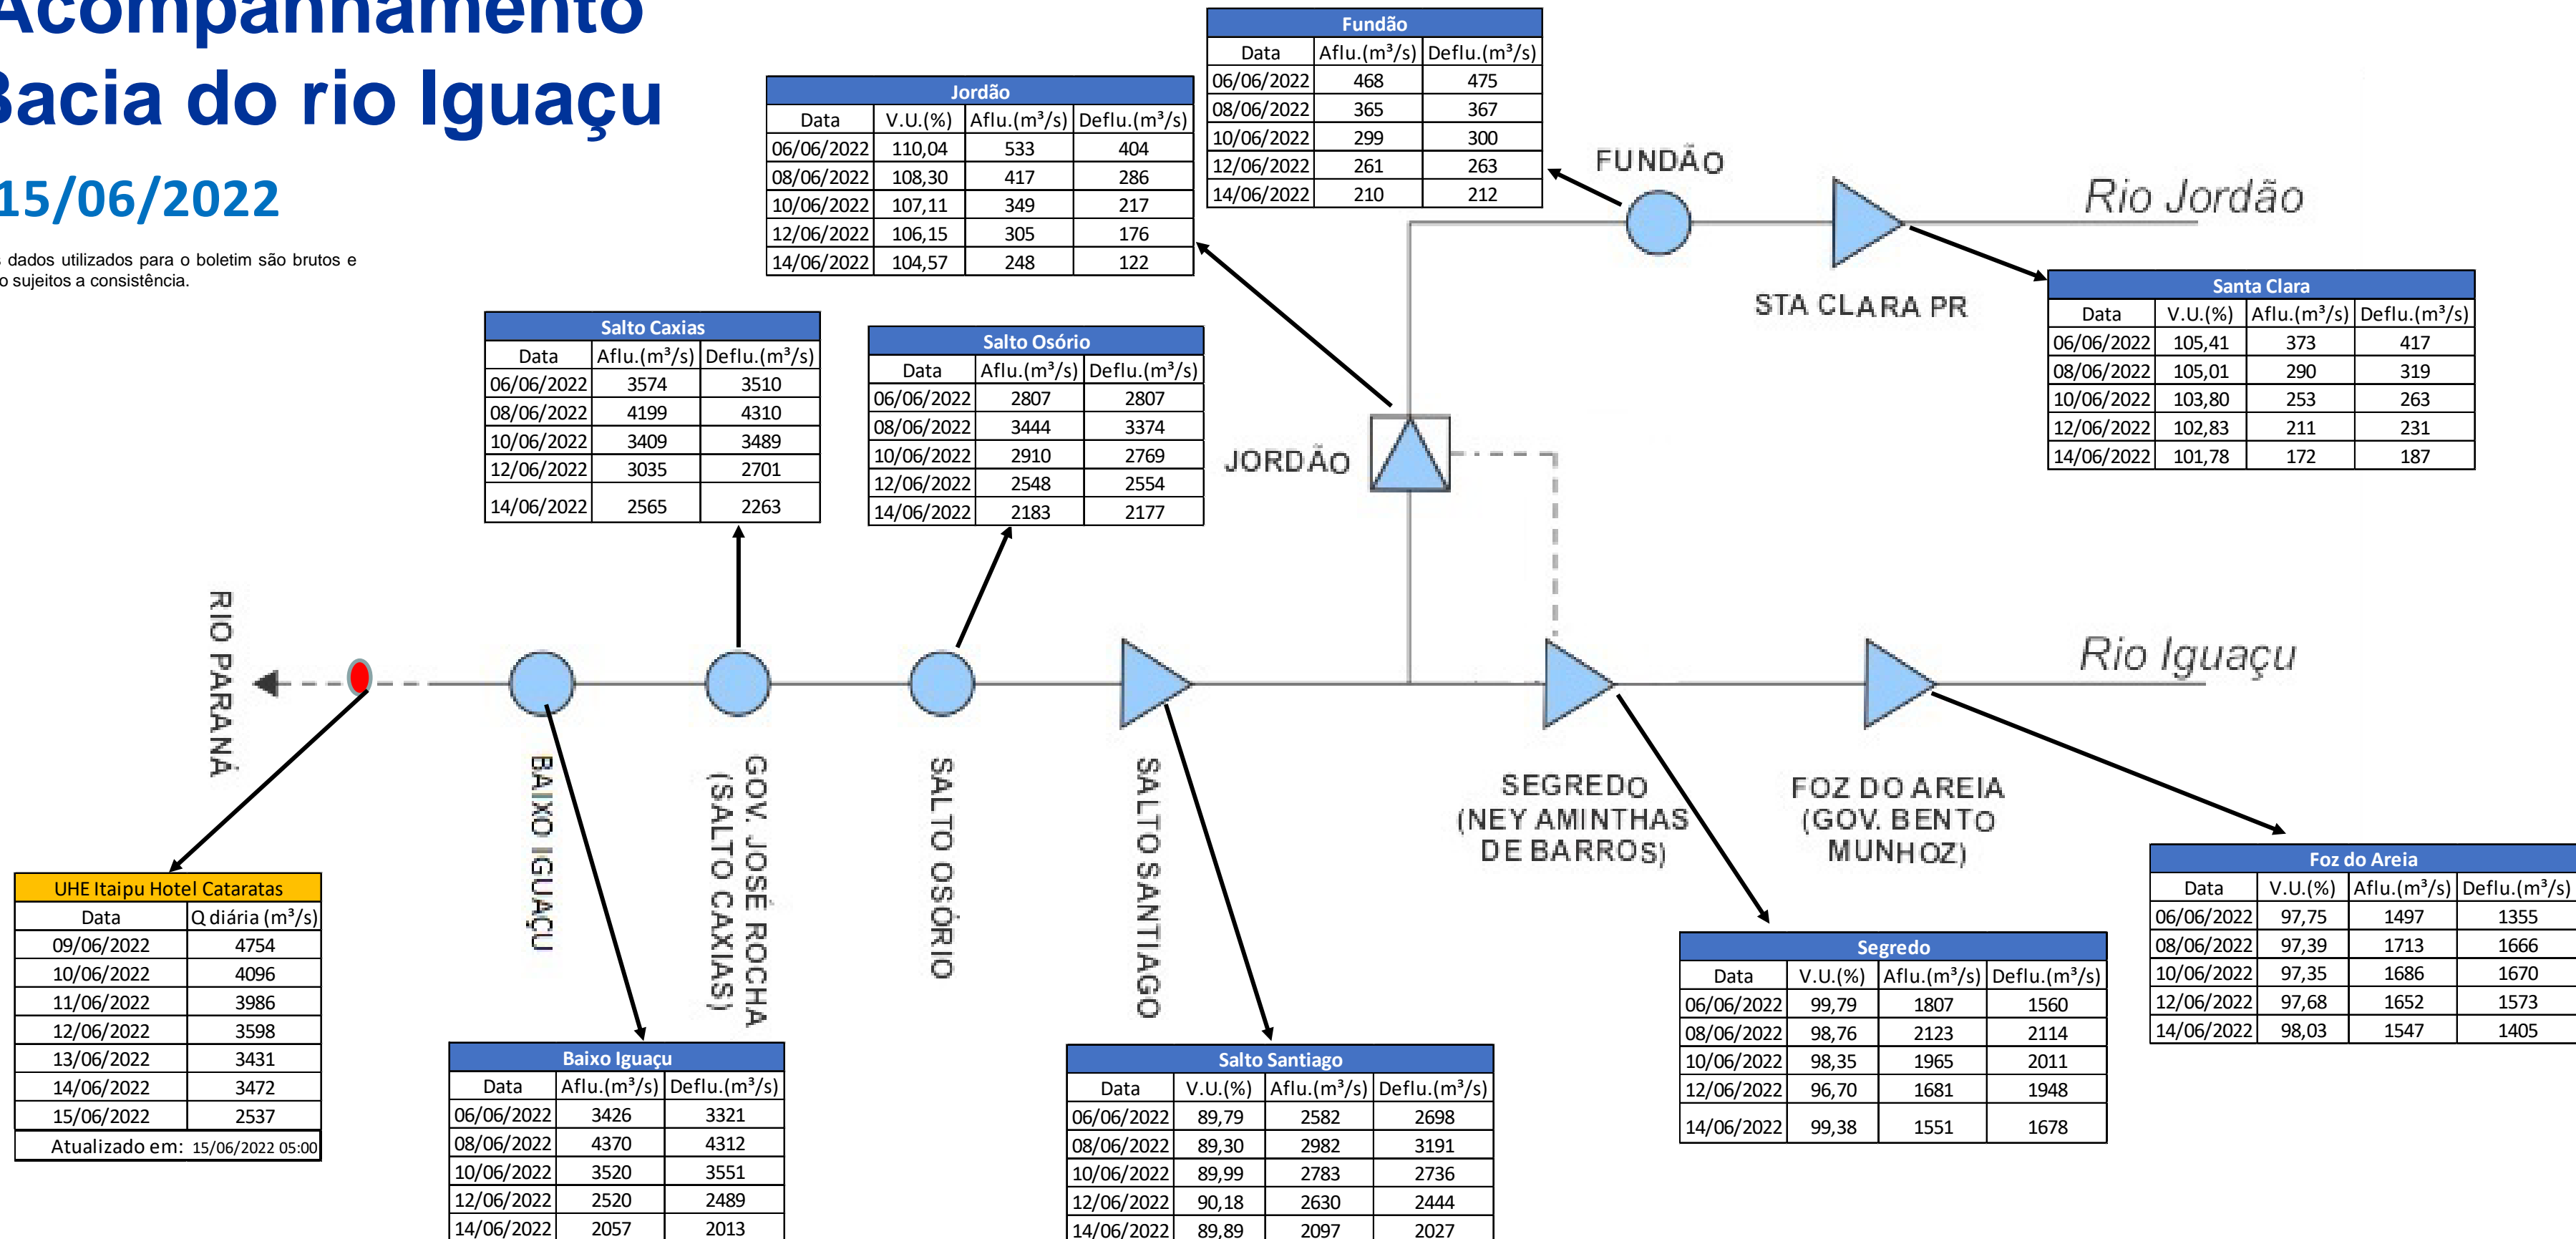 Acompanhamento
Bacia do rio Iguaçu
15/06/2022
dados utilizados para o boletim são brutos e
sujeitos a consistência.
Fundão
Data Aflu.(m³/s) Deflu.(m³/s)
06/06/2022 468 475
08/06/2022 365 367
10/06/2022 299 300
12/06/2022 261 263
14/06/2022 210 212
Jordão
Data V.U.(%) Aflu.(m³/s) Deflu.(m³/s)
06/06/2022 110,04 533 404
08/06/2022 108,30 417 286
10/06/2022 107,11 349 217
12/06/2022 106,15 305 176
14/06/2022 104,57 248 122
FUNDÃO
Rio Jordão
STA CLARA PR
Santa Clara
Data V.U.(%) Aflu.(m³/s) Deflu.(m³/s)
06/06/2022 105,41 373 417
08/06/2022 105,01 290 319
10/06/2022 103,80 253 263
12/06/2022 102,83 211 231
14/06/2022 101,78 172 187
Salto Caxias
Data Aflu.(m³/s) Deflu.(m³/s)
06/06/2022 3574 3510
08/06/2022 4199 4310
10/06/2022 3409 3489
12/06/2022 3035 2701
14/06/2022 2565 2263
Salto Osório
Data Aflu.(m³/s) Deflu.(m³/s)
06/06/2022 2807 2807
08/06/2022 3444 3374
10/06/2022 2910 2769
12/06/2022 2548 2554
14/06/2022 2183 2177
JORDÃO
RIO PARANÁ
Rio Iguaçu
BAIXO IGUAÇU
GOV. JOSÉ ROCHA
(SALTO CAXIAS)
SALTO OSÓRIO
SALTO SANTIAGO
SEGREDO
(NEY AMINTHAS
DE BARROS)
FOZ DO AREIA
(GOV. BENTO
MUNHOZ)
UHE Itaipu Hotel Cataratas
Data Q diária (m³/s)
09/06/2022 4754
10/06/2022 4096
11/06/2022 3986
12/06/2022 3598
13/06/2022 3431
14/06/2022 3472
15/06/2022 2537
Atualizado em: 15/06/2022 05:00
Baixo Iguaçu
Data Aflu.(m³/s) Deflu.(m³/s)
06/06/2022 3426 3321
08/06/2022 4370 4312
10/06/2022 3520 3551
12/06/2022 2520 2489
14/06/2022 2057 2013
Salto Santiago
Data V.U.(%) Aflu.(m³/s) Deflu.(m³/s)
06/06/2022 89,79 2582 2698
08/06/2022 89,30 2982 3191
10/06/2022 89,99 2783 2736
12/06/2022 90,18 2630 2444
14/06/2022 89,89 2097 2027
Segredo
Data V.U.(%) Aflu.(m³/s) Deflu.(m³/s)
06/06/2022 99,79 1807 1560
08/06/2022 98,76 2123 2114
10/06/2022 98,35 1965 2011
12/06/2022 96,70 1681 1948
14/06/2022 99,38 1551 1678
Foz do Areia
Data V.U.(%) Aflu.(m³/s) Deflu.(m³/s)
06/06/2022 97,75 1497 1355
08/06/2022 97,39 1713 1666
10/06/2022 97,35 1686 1670
12/06/2022 97,68 1652 1573
14/06/2022 98,03 1547 1405